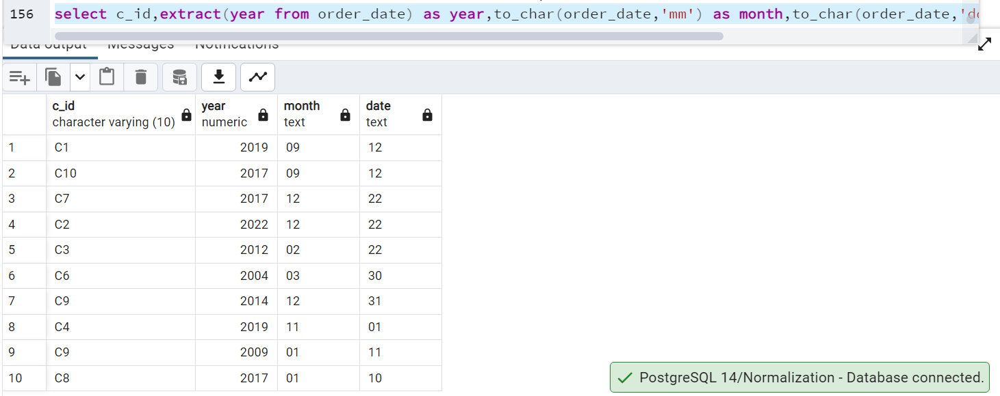 156 select c_id,extract(year from order_date) as year,to_char(order_date,'mm') as month,to_char(order_date,'
Data output Messages Notifications
c_id year month date
character varying (10) numeric text text
1 C1 2019 09 12
2 C10 2017 09 12
3 C7 2017 12 22
4 C2 2022 12 22
5 C3 2012 02 22
6 C6 2004 03 30
7 C9 2014 12 31
8 C4 2019 11 01
9 C9 2009 01 11
10 C8 2017 01 10
PostgreSQL 14/Normalization - Database connected.